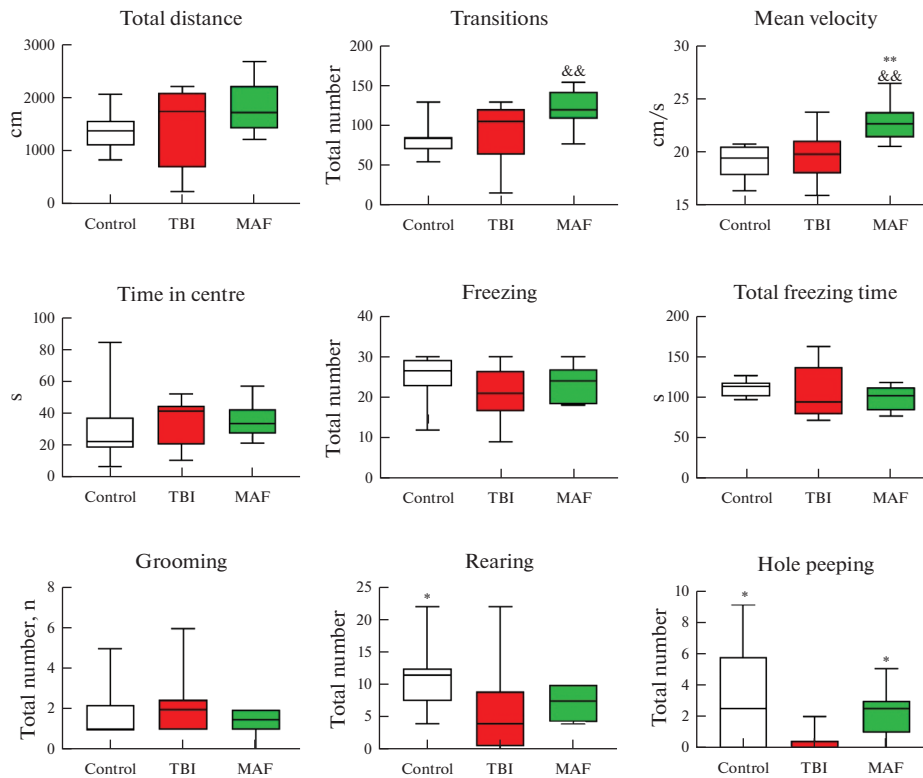 Total distance
3000
2000
1000
0
cm
Control TBI MAF
Transitions
200
150
100
50
0
Total number
&&
Control TBI MAF
Mean velocity
30
25
20
15
cm/s
**
&&
Control TBI MAF
Time in centre
100
80
60
40
20
0
s
Control TBI MAF
Freezing
40
30
20
10
0
Total number
Control TBI MAF
Total freezing time
200
150
100
50
0
s
Control TBI MAF
Grooming
8
6
4
2
0
Total number, n
Control TBI MAF
Rearing
25
20
15
10
5
0
Total number
*
Control TBI MAF
Hole peeping
10
8
6
4
2
0
Total number
*
*
Control TBI MAF